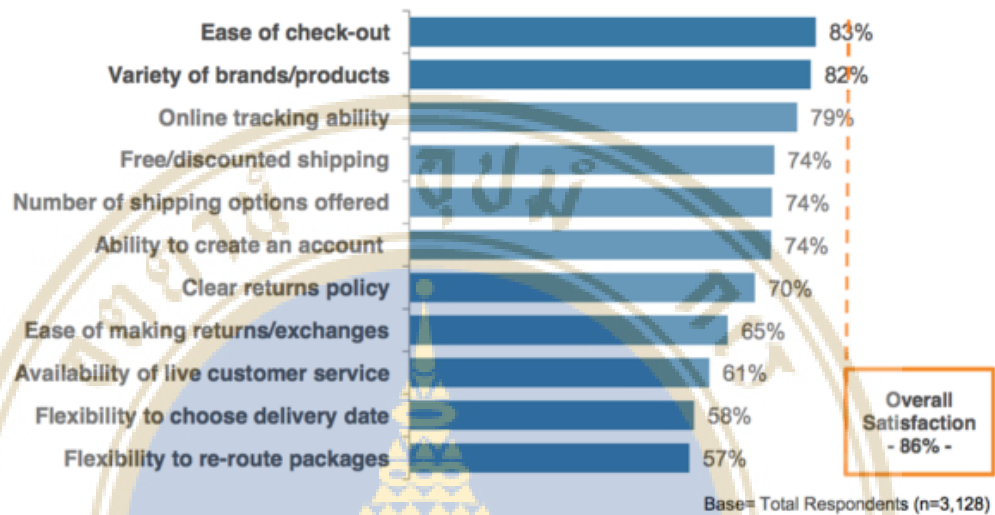 Ease of check-out 83%
Variety of brands/products 82%
Online tracking ability 79%
Free/discounted shipping 74%
Number of shipping options offered 74%
Ability to create an account 74%
Clear returns policy 70%
Ease of making returns/exchanges 65%
Availability of live customer service 61%
Flexibility to choose delivery date 58%
Flexibility to re-route packages 57%
Overall
Satisfaction
- 86% -
Base= Total Respondents (n=3,128)